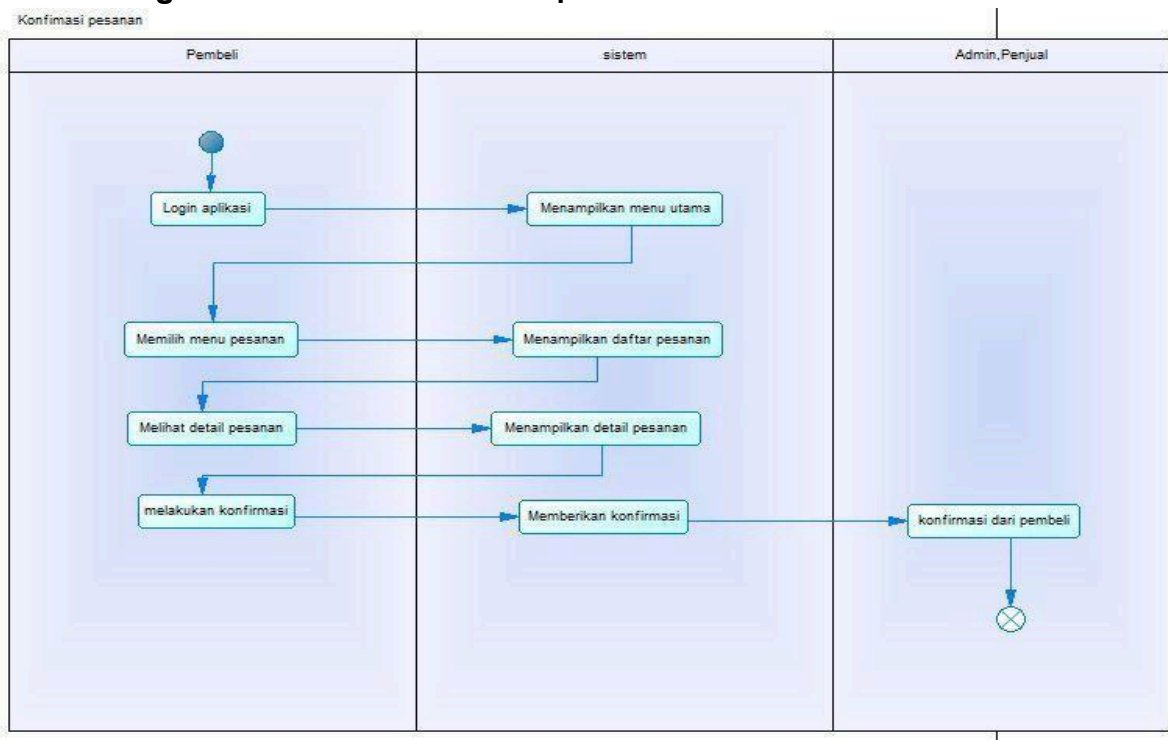 Konfimasi pesanan
Pembeli
sistem
Admin,Penjual
Login aplikasi
Menampilkan menu utama
Memilih menu pesanan
Menampilkan daftar pesanan
Melihat detail pesanan
Menampilkan detail pesanan
melakukan konfirmasi
Memberikan konfirmasi
konfirmasi dari pembeli